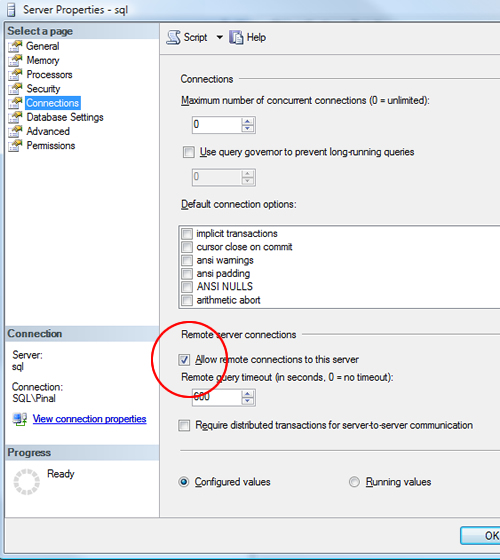 Server Properties - sql
Select a page
General
Memory
Processors
Security
Connections
Database Settings
Advanced
Permissions
Connection
Server:
sql
Connection:
SQL\Pinal
View connection properties
Progress
Ready
Script
Help
Connections
Maximum number of concurrent connections (0 = unlimited):
0
Use query governor to prevent long-running queries
0
Default connection options:
implicit transactions
cursor close on commit
ansi warnings
ansi padding
ANSI NULLS
arithmetic abort
Remote server connections
Allow remote connections to this server
Remote query timeout (in seconds, 0 = no timeout):
600
Require distributed transactions for server-to-server communication
Configured values
Running values
OK